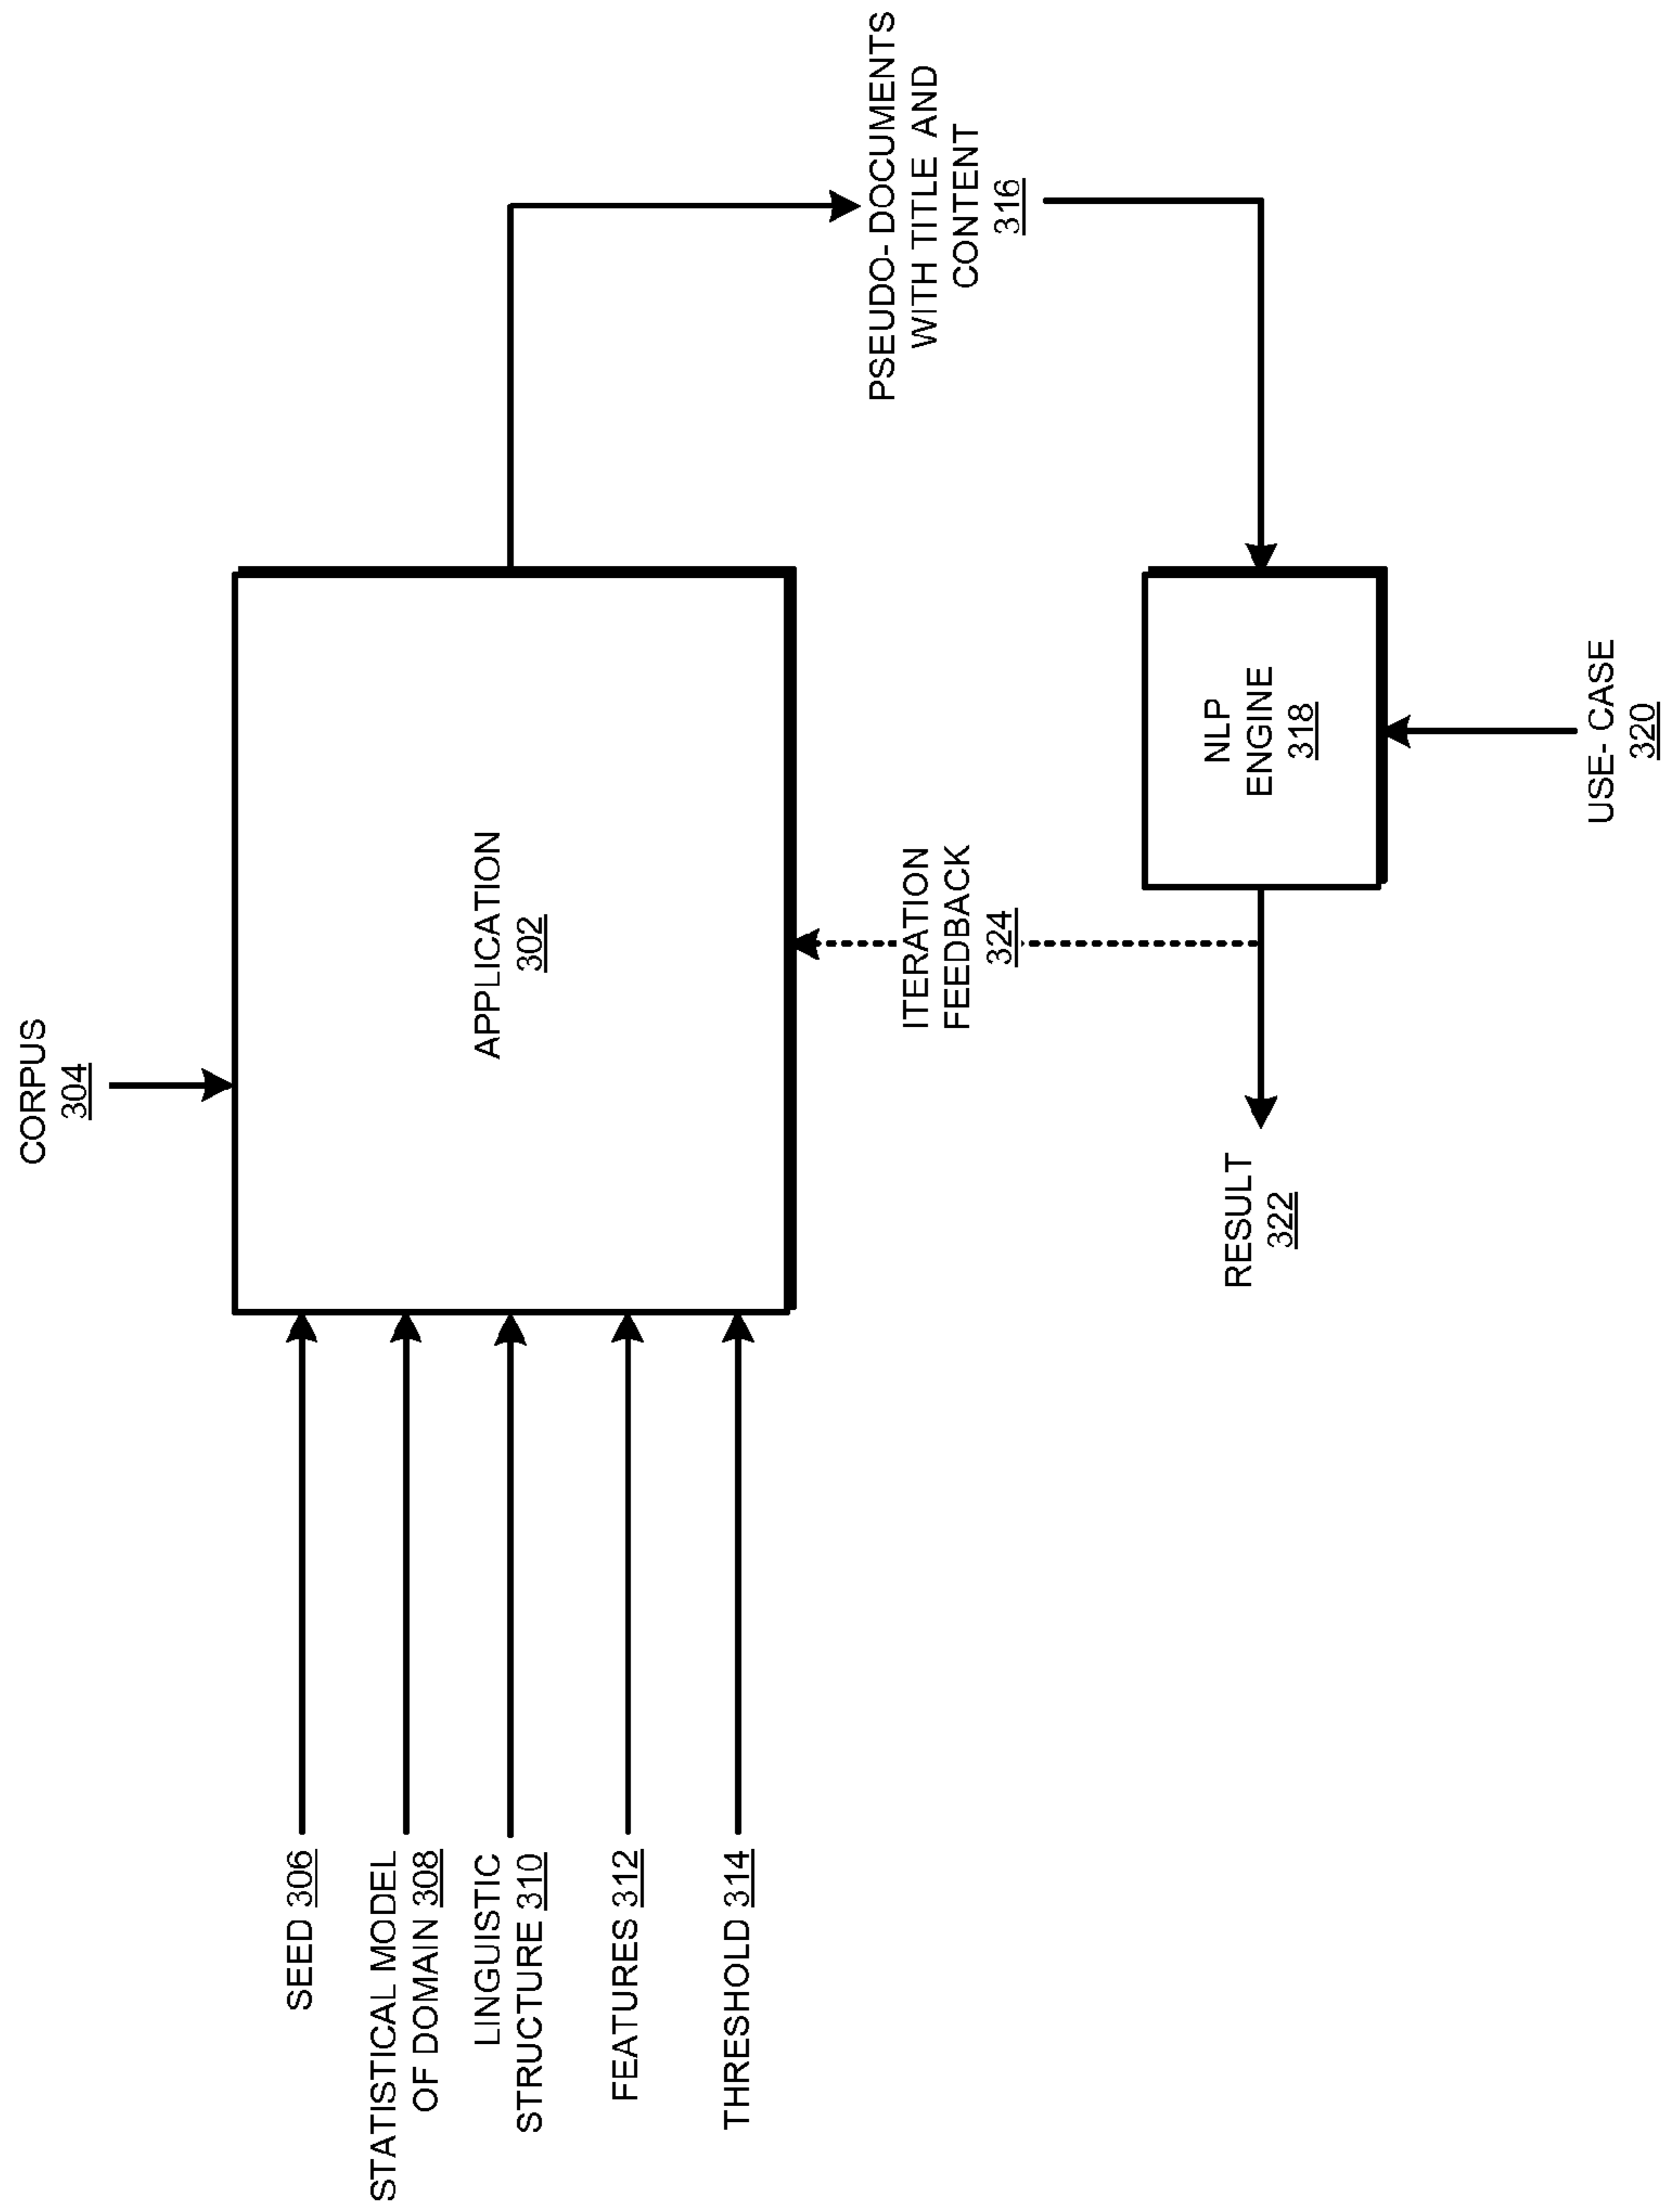 CORPUS
304
SEED 306
STATISTICAL MODEL
OF DOMAIN 308
LINGUISTIC
STRUCTURE 310
FEATURES 312
THRESHOLD 314
APPLICATION
302
PSEUDO- DOCUMENTS
WITH TITLE AND
CONTENT
316
ITERATION
FEEDBACK
324
RESULT
322
NLP
ENGINE
318
USE- CASE
320